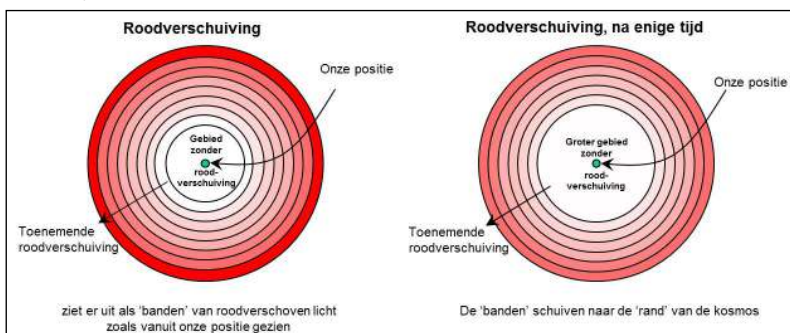 Roodverschuiving
Onze positie
Gebied
zonder
rood-
verschuiving
Toenemende
roodverschuiving
ziet er uit als 'banden' van roodverschoven licht
zoals vanuit onze positie gezien
Roodverschuiving, na enige tijd
Onze positie
Groter gebied
zonder
rood-
verschuiving
Toenemende
roodverschuiving
De 'banden' schuiven naar de 'rand' van de kosmos